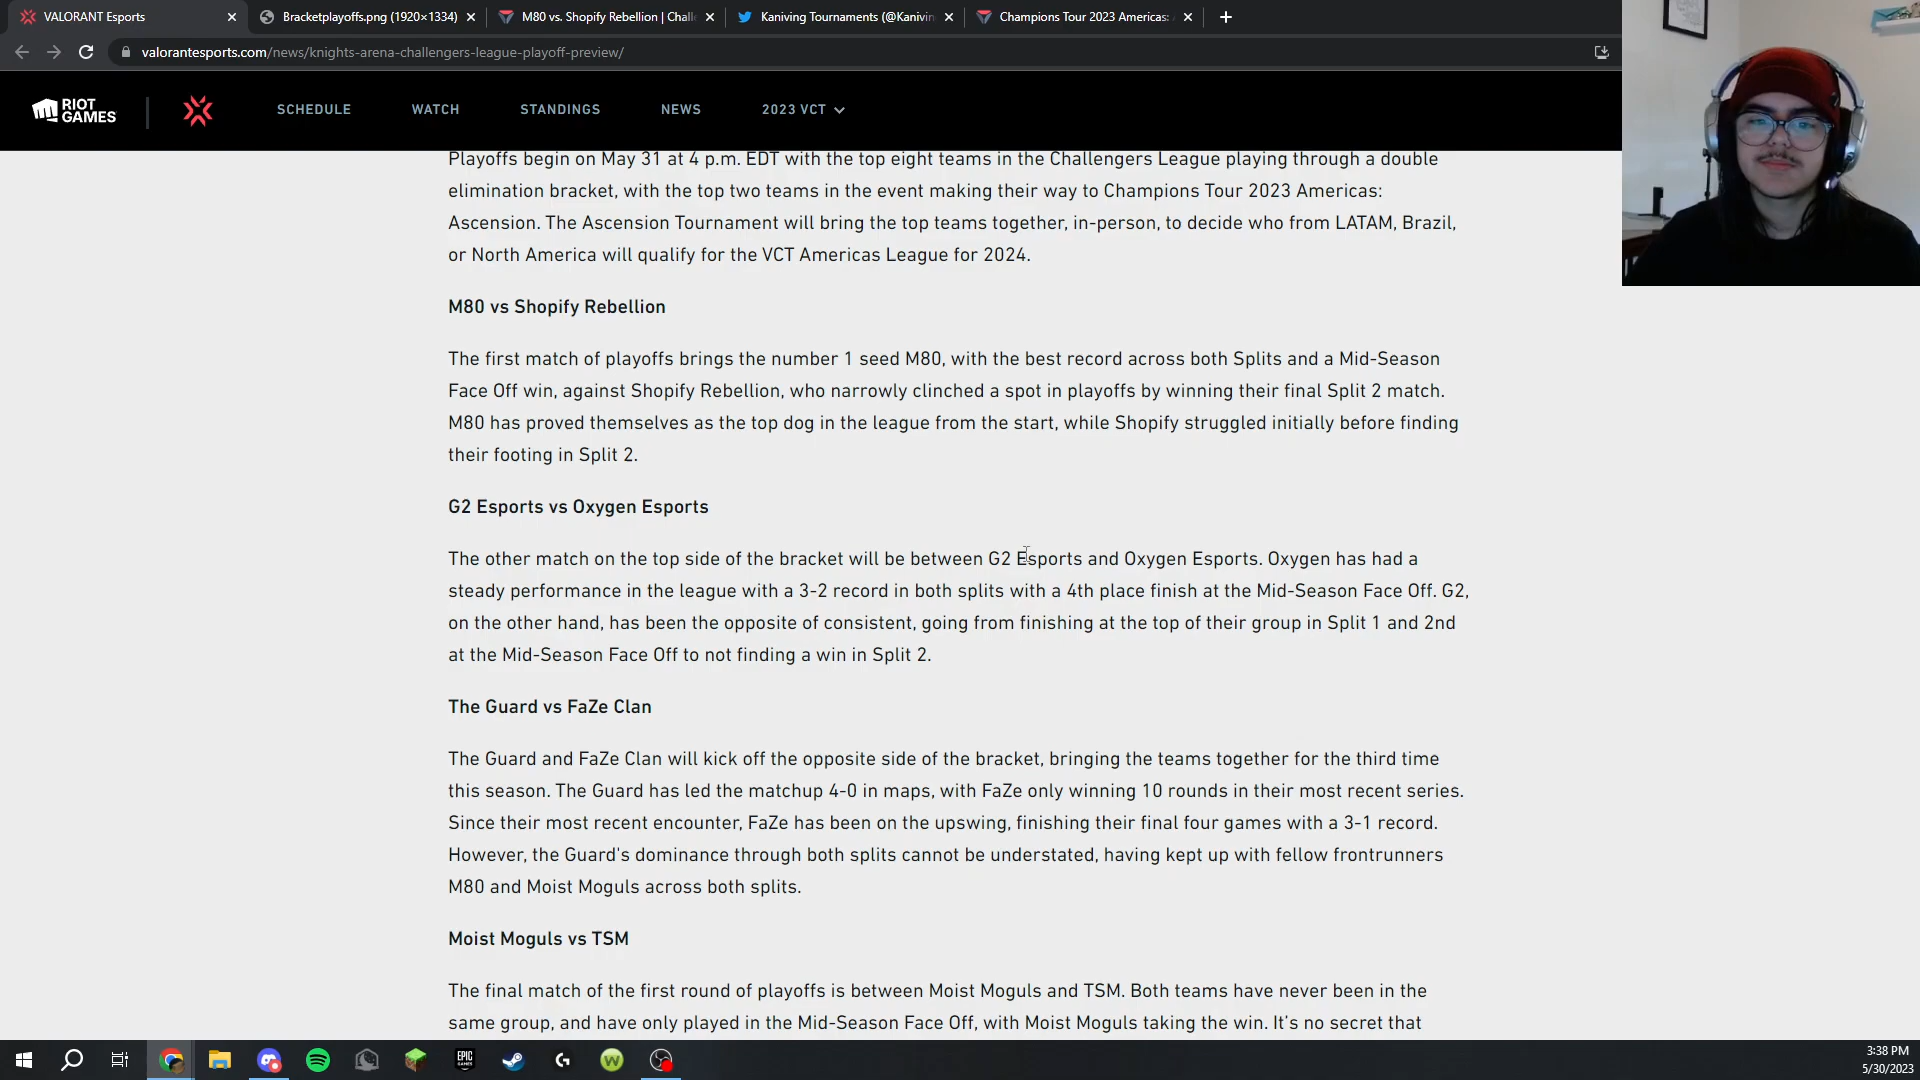 VALORANT Esports
Bracketplayoffs.png (1920×1334)
M80 vs. Shopify Rebellion | Chall
Kaniving Tournaments (@Kanivin
Champions Tour 2023 Americas:
valorantesports.com/news/knights-arena-challengers-league-playoff-preview/
RIOT GAMES
SCHEDULE
WATCH
STANDINGS
NEWS
2023 VCT
Playoffs begin on May 31 at 4 p.m. EDT with the top eight teams in the Challengers League playing through a double
elimination bracket, with the top two teams in the event making their way to Champions Tour 2023 Americas:
Ascension. The Ascension Tournament will bring the top teams together, in-person, to decide who from LATAM, Brazil,
or North America will qualify for the VCT Americas League for 2024.
M80 vs Shopify Rebellion
The first match of playoffs brings the number 1 seed M80, with the best record across both Splits and a Mid-Season
Face Off win, against Shopify Rebellion, who narrowly clinched a spot in playoffs by winning their final Split 2 match.
M80 has proved themselves as the top dog in the league from the start, while Shopify struggled initially before finding
their footing in Split 2.
G2 Esports vs Oxygen Esports
The other match on the top side of the bracket will be between G2 Esports and Oxygen Esports. Oxygen has had a
steady performance in the league with a 3-2 record in both splits with a 4th place finish at the Mid-Season Face Off. G2,
on the other hand, has been the opposite of consistent, going from finishing at the top of their group in Split 1 and 2nd
at the Mid-Season Face Off to not finding a win in Split 2.
The Guard vs FaZe Clan
The Guard and FaZe Clan will kick off the opposite side of the bracket, bringing the teams together for the third time
this season. The Guard has led the matchup 4-0 in maps, with FaZe only winning 10 rounds in their most recent series.
Since their most recent encounter, FaZe has been on the upswing, finishing their final four games with a 3-1 record.
However, the Guard's dominance through both splits cannot be understated, having kept up with fellow frontrunners
M80 and Moist Moguls across both splits.
Moist Moguls vs TSM
The final match of the first round of playoffs is between Moist Moguls and TSM. Both teams have never been in the
same group, and have only played in the Mid-Season Face Off, with Moist Moguls taking the win. It's no secret that
EPIC GAMES
3:38 PM
5/30/2023